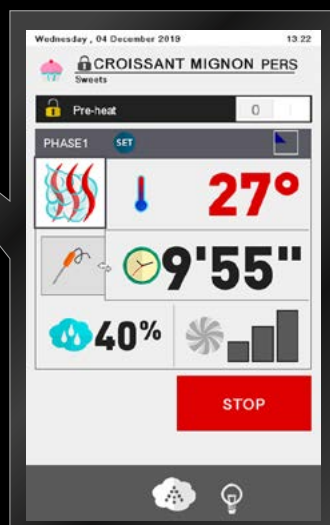 Wednesday , 04 December 2019 13.22
CROISSANT MIGNON PERS
Sweets
Pre-heat 0
PHASE1 SET
27°
9'55"
40%
STOP